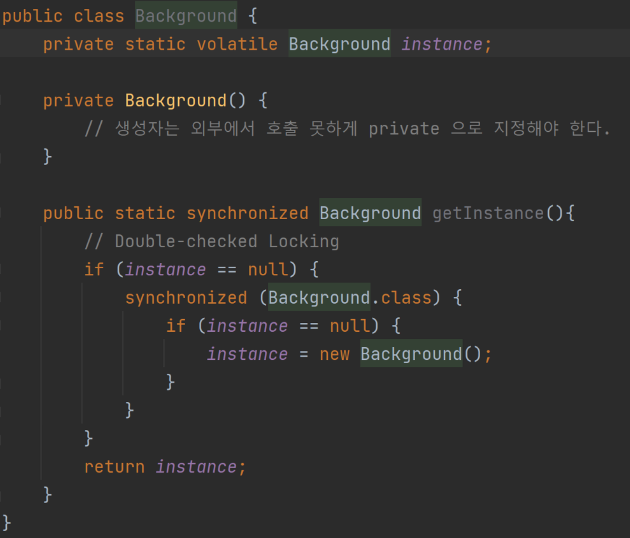 public class Background {
private static volatile Background instance;
private Background() {
// 생성자는 외부에서 호출 못하게 private 으로 지정해야 한다.
}
public static synchronized Background getInstance(){
// Double-checked Locking
if (instance == null) {
synchronized (Background.class) {
if (instance == null) {
instance = new Background();
}
}
}
return instance;
}
}